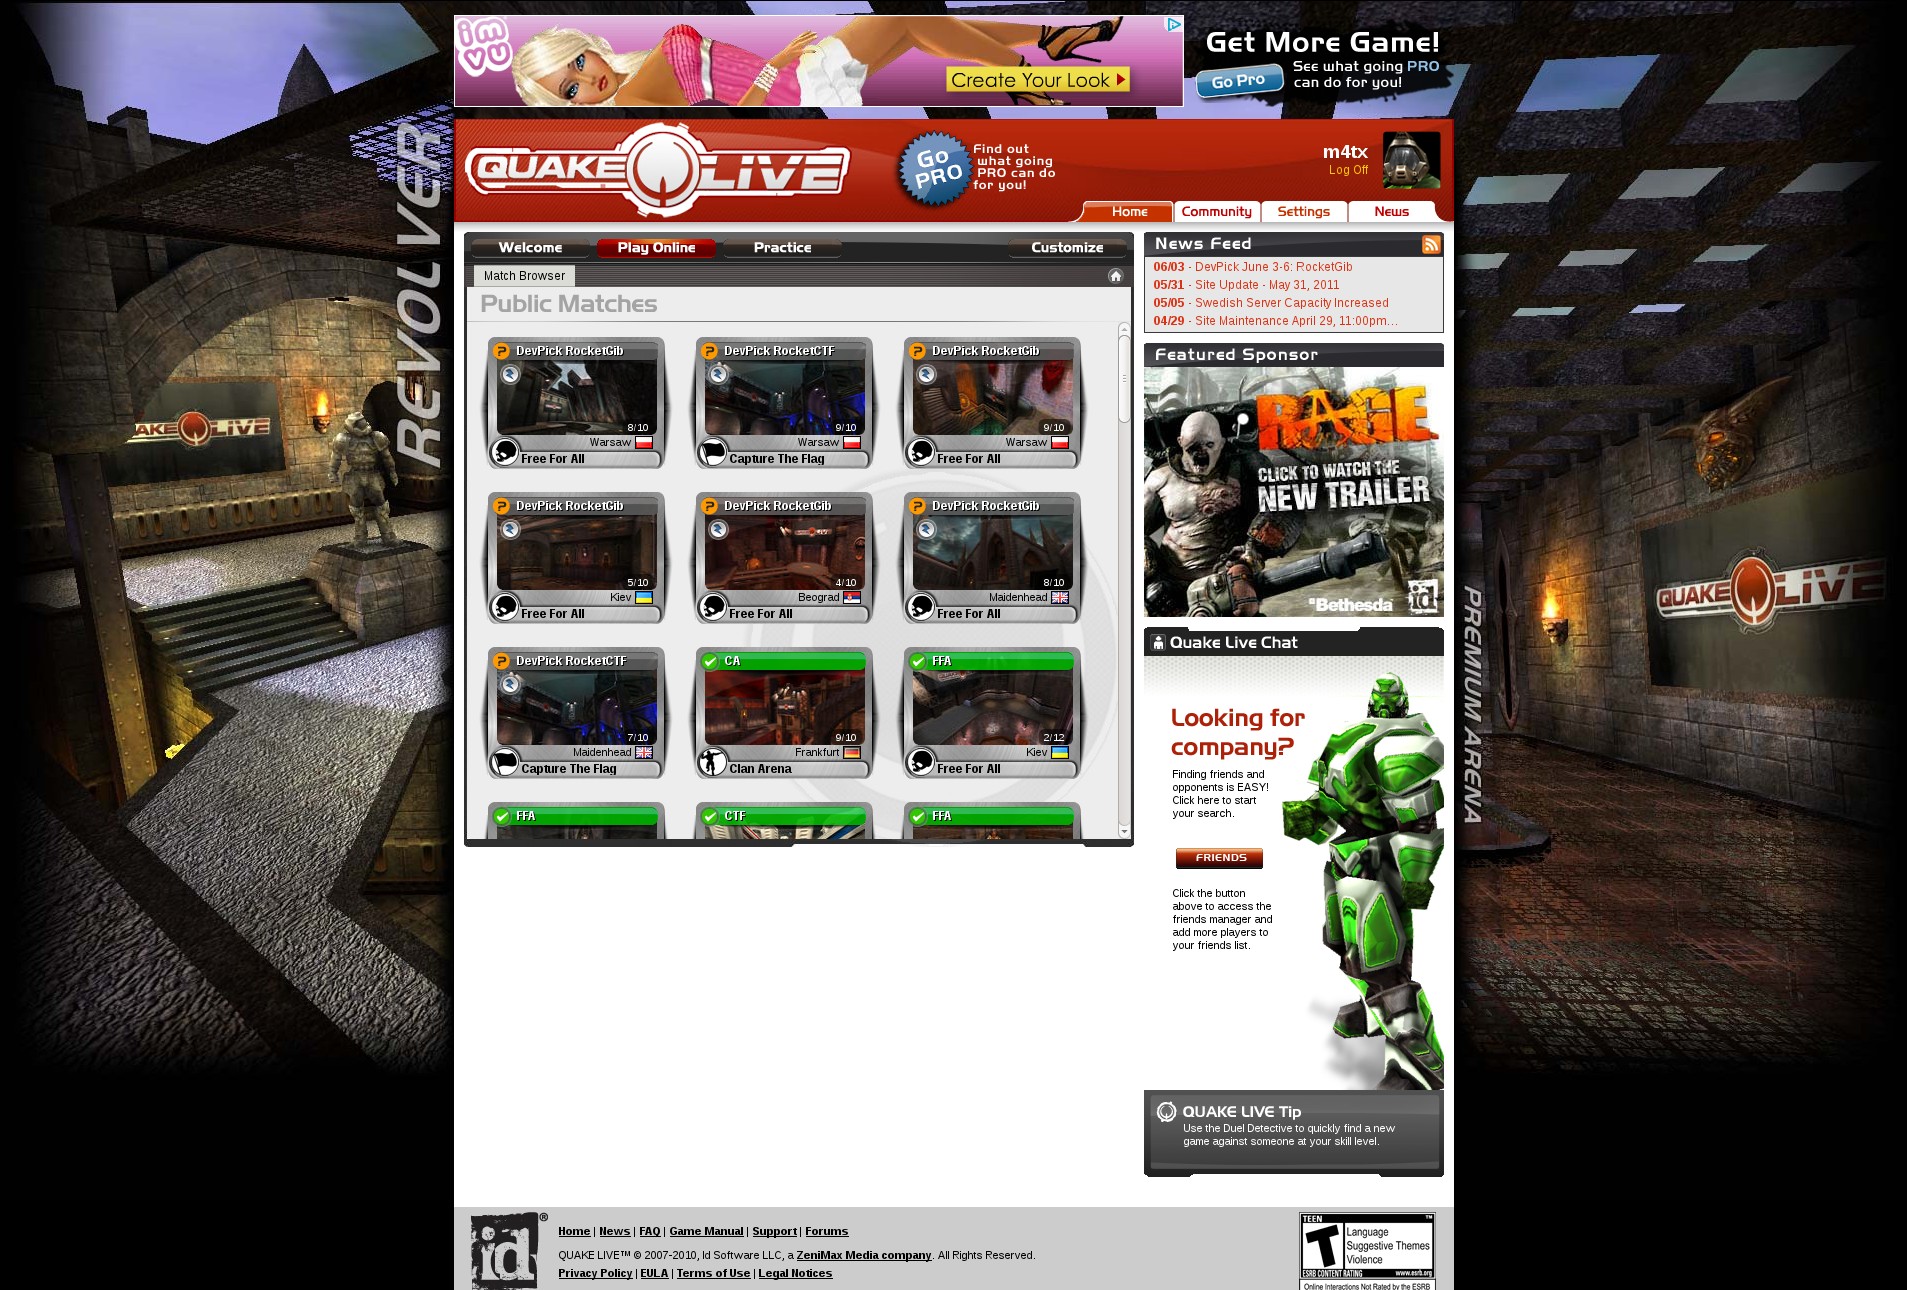 imvu
Create Your Look
Get More Game!
Go Pro
See what going PRO
can do for you!
REVOLVER
QUAKE LIVE
Go
PRO
Find out
what going
PRO can do
for you!
m4tx
Log Off
Home
Community
Settings
News
Welcome
Play Online
Practice
Customize
Match Browser
Public Matches
DevPick RocketGib
8/10
Warsaw
Free For All
DevPick RocketCTF
9/10
Warsaw
Capture The Flag
DevPick RocketGib
9/10
Warsaw
Free For All
DevPick RocketGib
5/10
Kiev
Free For All
DevPick RocketGib
4/10
Beograd
Free For All
DevPick RocketGib
8/10
Maidenhead
Free For All
DevPick RocketCTF
7/10
Maidenhead
Capture The Flag
CA
9/10
Frankfurt
Clan Arena
FFA
2/12
Kiev
Free For All
FFA
CTF
FFA
News Feed
06/03 - DevPick June 3-6: RocketGib
05/31 - Site Update - May 31, 2011
05/05 - Swedish Server Capacity Increased
04/29 - Site Maintenance April 29, 11:00pm...
Featured Sponsor
RAGE
CLICK TO WATCH THE
NEW TRAILER
Bethesda
id
Quake Live Chat
Looking for
company?
Finding friends and
opponents is EASY!
Click here to start
your search.
FRIENDS
Click the button
above to access the
friends manager and
add more players to
your friends list.
QUAKE LIVE Tip
Use the Duel Detective to quickly find a new
game against someone at your skill level.
AKE LIVE
QUAKE LIVE
PREMIUM ARENA
id®
Home | News | FAQ | Game Manual | Support | Forums
QUAKE LIVE™ © 2007-2010, Id Software LLC, a ZeniMax Media company. All Rights Reserved.
Privacy Policy | EULA | Terms of Use | Legal Notices
TEEN
T
Language
Suggestive Themes
Violence
ESRB CONTENT RATING www.esrb.org
Online Interactions Not Rated by the ESRB